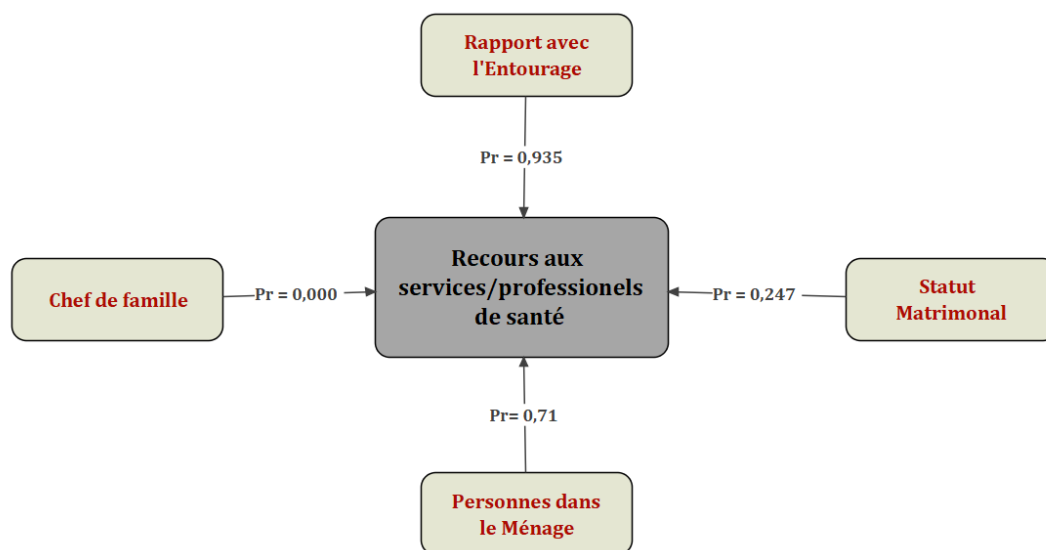 Rapport avec
l'Entourage
Pr = 0,935
Recours aux
services/professionels
de santé
Chef de famille
Pr = 0,000
Pr = 0,247
Statut
Matrimonal
Pr= 0,71
Personnes dans
le Ménage